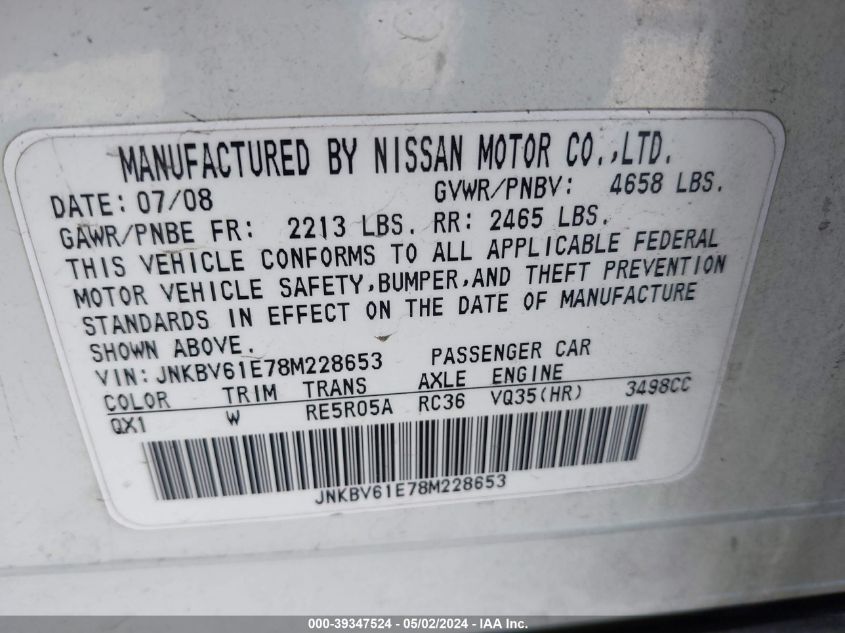 MANUFACTURED BY NISSAN MOTOR CO.,LTD.
DATE: 07/08 GVWR/PNBV: 4658 LBS.
GAWR/PNBE FR: 2213 LBS. RR: 2465 LBS.
THIS VEHICLE CONFORMS TO ALL APPLICABLE FEDERAL
MOTOR VEHICLE SAFETY,BUMPER,AND THEFT PREVENTION
STANDARDS IN EFFECT ON THE DATE OF MANUFACTURE
SHOWN ABOVE.
VIN: JNKBV61E78M228653 PASSENGER CAR
COLOR TRIM TRANS AXLE ENGINE
QX1 W RE5R05A RC36 VQ35(HR) 3498CC
JNKBV61E78M228653
000-39347524 - 05/02/2024 - IAA Inc.